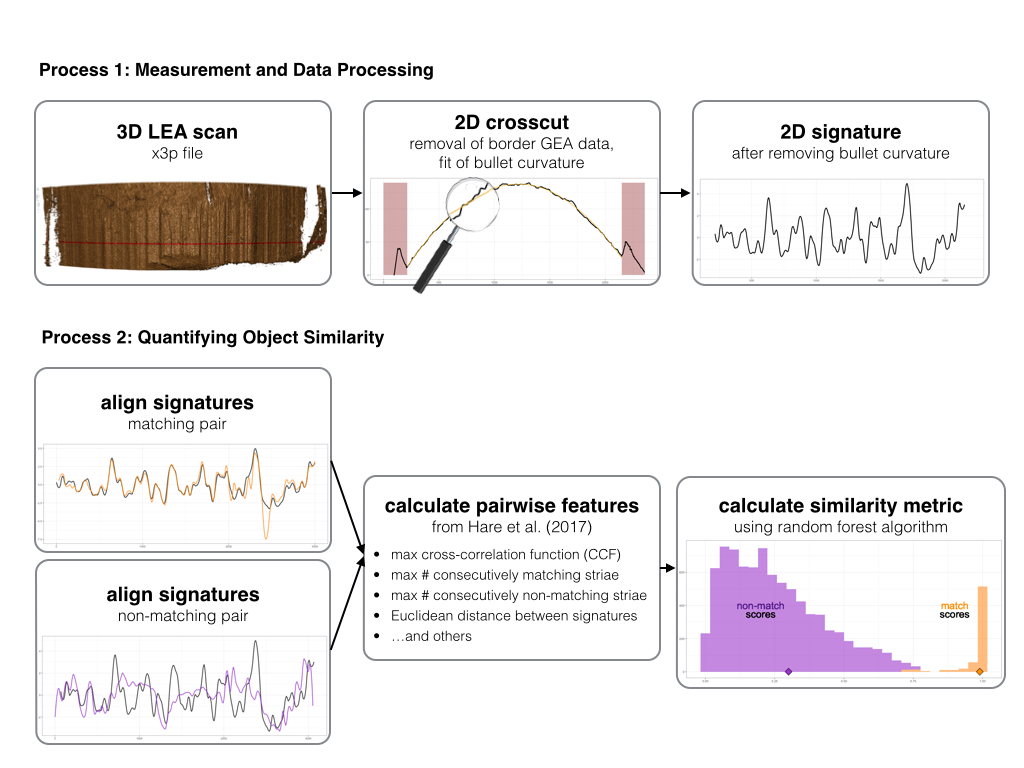 Process 1: Measurement and Data Processing
3D LEA scan
x3p file
2D crosscut
removal of border GEA data,
fit of bullet curvature
2D signature
after removing bullet curvature
Process 2: Quantifying Object Similarity
align signatures
matching pair
align signatures
non-matching pair
calculate pairwise features
from Hare et al. (2017)
• max cross-correlation function (CCF)
• max # consecutively matching striae
• max # consecutively non-matching striae
• Euclidean distance between signatures
• …and others
calculate similarity metric
using random forest algorithm
non-match
scores
match
scores